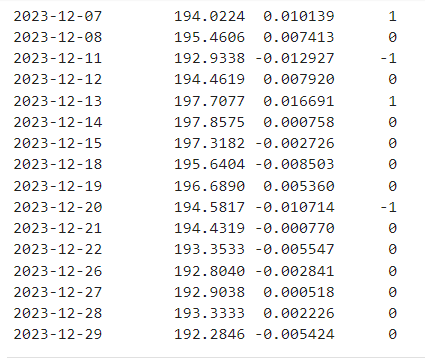 2023-12-07 194.0224 0.010139 1
2023-12-08 195.4606 0.007413 0
2023-12-11 192.9338 -0.012927 -1
2023-12-12 194.4619 0.007920 0
2023-12-13 197.7077 0.016691 1
2023-12-14 197.8575 0.000758 0
2023-12-15 197.3182 -0.002726 0
2023-12-18 195.6404 -0.008503 0
2023-12-19 196.6890 0.005360 0
2023-12-20 194.5817 -0.010714 -1
2023-12-21 194.4319 -0.000770 0
2023-12-22 193.3533 -0.005547 0
2023-12-26 192.8040 -0.002841 0
2023-12-27 192.9038 0.000518 0
2023-12-28 193.3333 0.002226 0
2023-12-29 192.2846 -0.005424 0